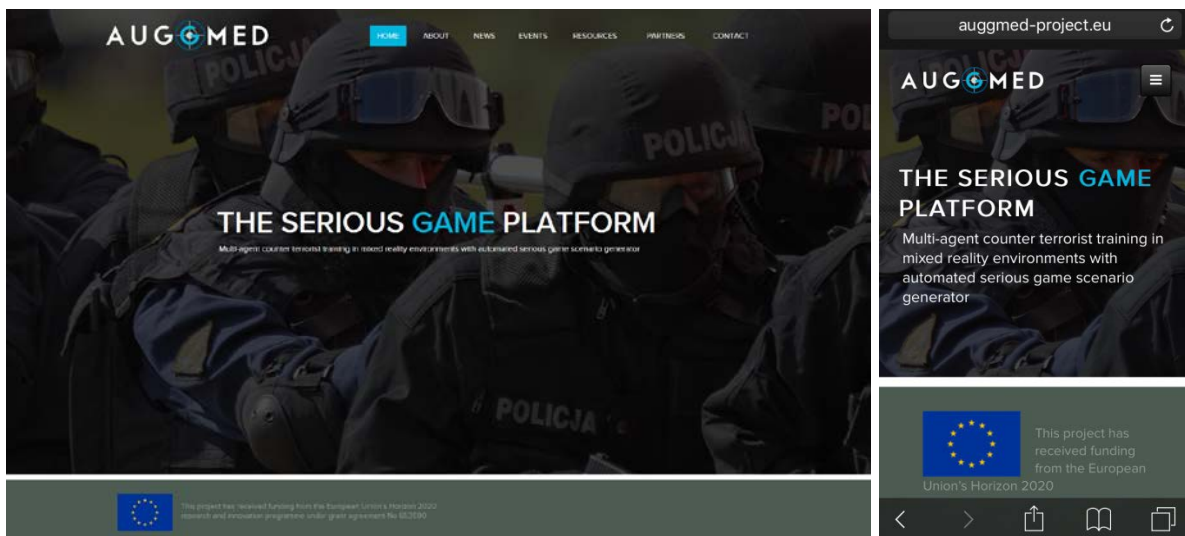 AUGGMED
HOME ABOUT NEWS EVENTS RESOURCES PARTNERS CONTACT
POLICJA
POLICJA
THE SERIOUS GAME PLATFORM
Multi-agent counter terrorist training in mixed reality environments with automated serious game scenario generator
POLICJA
This project has received funding from the European Union's Horizon 2020
research and innovation programme under grant agreement No
auggmed-project.eu
AUGGMED
THE SERIOUS GAME
PLATFORM
Multi-agent counter terrorist training in
mixed reality environments with
automated serious game scenario
generator
This project has
received funding
from the European
Union's Horizon 2020